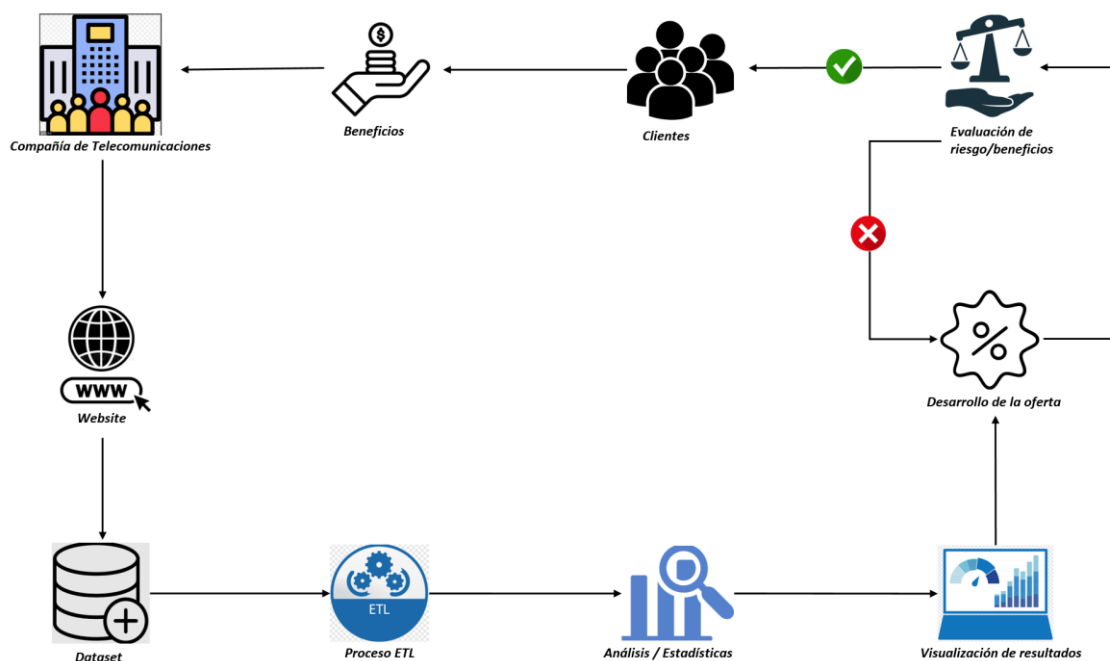 $
Compañía de Telecomunicaciones
Beneficios
Clientes
Evaluación de
riesgo/beneficios
WWW
Website
%
Desarrollo de la oferta
ETL
Dataset
Proceso ETL
Análisis / Estadísticas
Visualización de resultados